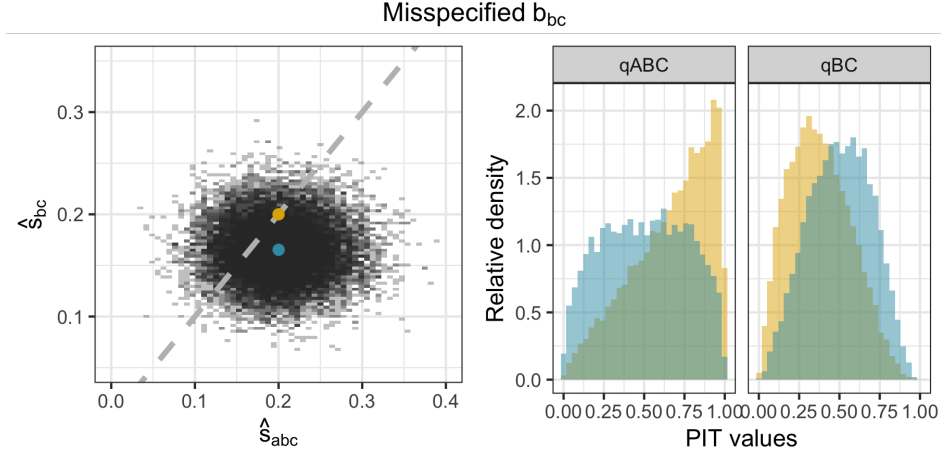 Misspecified b_bc
0.3
0.2
0.1
ŝ_bc
0.0 0.1 0.2 0.3 0.4
ŝ_abc
qABC qBC
2.0
1.5
1.0
0.5
0.0
Relative density
0.00 0.25 0.50 0.75 1.00 0.00 0.25 0.50 0.75 1.00
PIT values